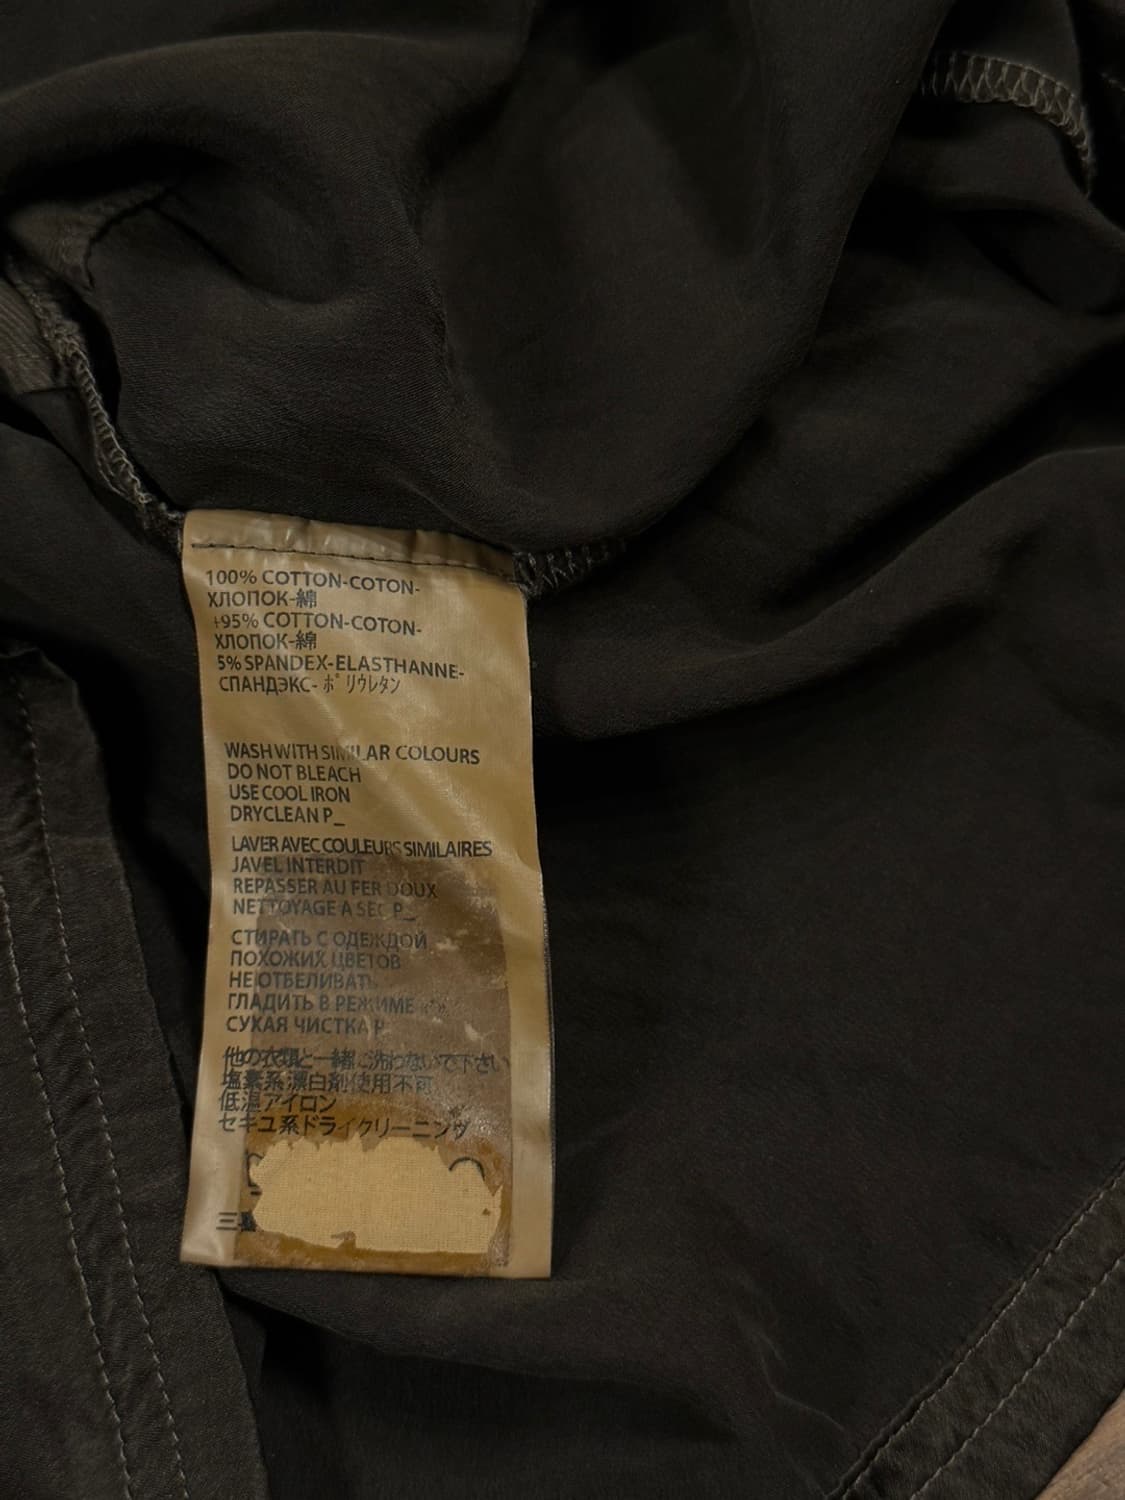 100% COTTON-COTON-
ХЛОПОК-綿
+95% COTTON-COTON-
ХЛОПОК-綿
5% SPANDEX-ELASTHANNE-
СПАНДЭКС-ポリウレタン
WASH WITH SIMILAR COLOURS
DO NOT BLEACH
USE COOL IRON
DRYCLEAN P_
LAVER AVEC COULEURS SIMILAIRES
JAVEL INTERDIT
REPASSER AU FER DOUX
NETTOYAGE A SEC P_
СТИРАТЬ С ОДЕЖДОЙ
ПОХОЖИХ ЦВЕТОВ
НЕ ОТБЕЛИВАТЬ
ГЛАДИТЬ В РЕЖИМЕ
СУХАЯ ЧИСТКА P
他の衣類と一緒に洗わないで下さい
塩素系漂白剤使用不可
低温アイロン
セキユ系ドライクリーニング
三